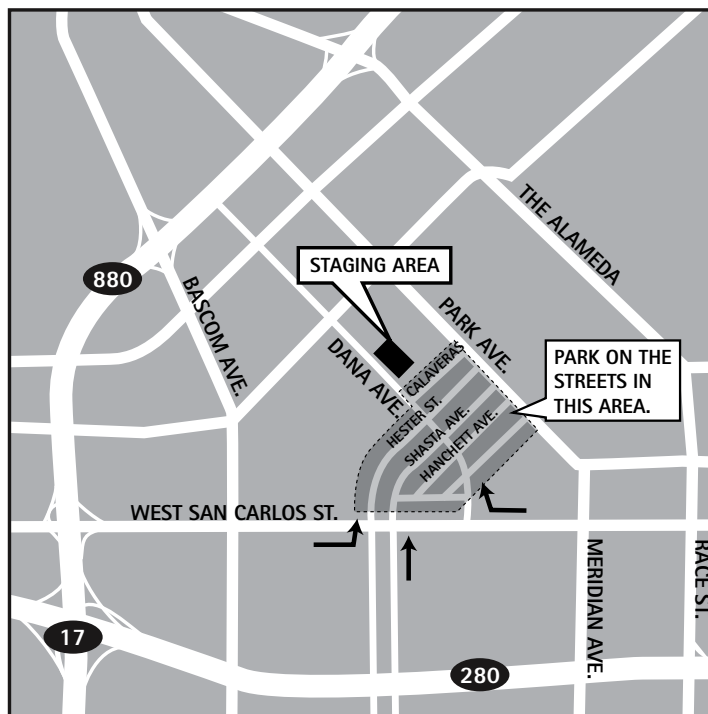 THE ALAMEDA
880
BASCOM AVE.
STAGING AREA
PARK AVE.
DANA AVE.
CALAVERAS
PARK ON THE
STREETS IN
THIS AREA.
HESTER ST.
SHASTA AVE.
HANCHETT AVE.
WEST SAN CARLOS ST.
MERIDIAN AVE.
RACE ST.
17
280